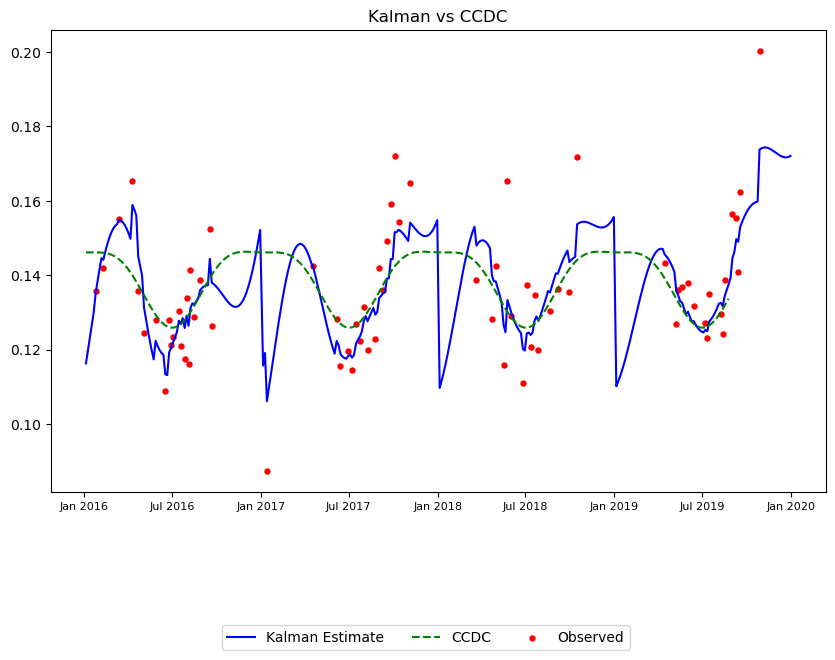 Kalman vs CCDC
0.20
0.18
0.16
0.14
0.12
0.10
Jan 2016 Jul 2016 Jan 2017 Jul 2017 Jan 2018 Jul 2018 Jan 2019 Jul 2019 Jan 2020
Kalman Estimate CCDC Observed